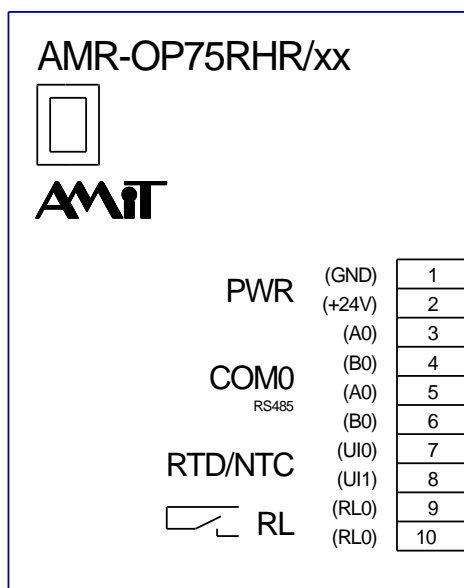 AMR-OP75RHR/xx
AMiT
PWR
(GND) 1
(+24V) 2
(A0) 3
COM0
RS485
(B0) 4
(A0) 5
(B0) 6
RTD/NTC
(UI0) 7
(UI1) 8
RL
(RL0) 9
(RL0) 10